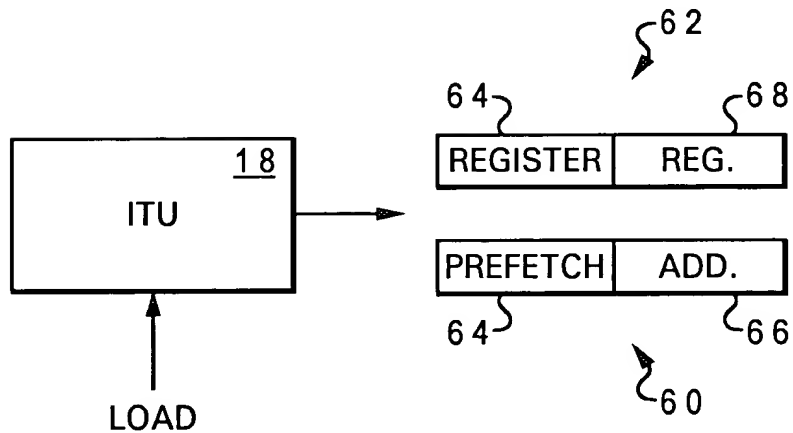 62
64
68
18
REGISTER REG.
ITU
PREFETCH ADD.
64
66
60
LOAD